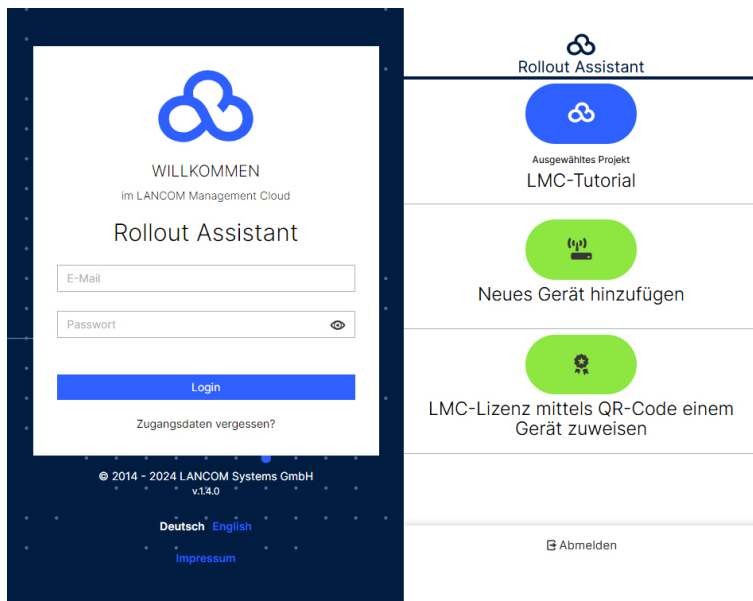 WILLKOMMEN
im LANCOM Management Cloud
Rollout Assistant
E-Mail
Passwort
Login
Zugangsdaten vergessen?
© 2014 - 2024 LANCOM Systems GmbH
v.1.4.0
Deutsch English
Impressum
Rollout Assistant
Ausgewähltes Projekt
LMC-Tutorial
Neues Gerät hinzufügen
LMC-Lizenz mittels QR-Code einem
Gerät zuweisen
Abmelden